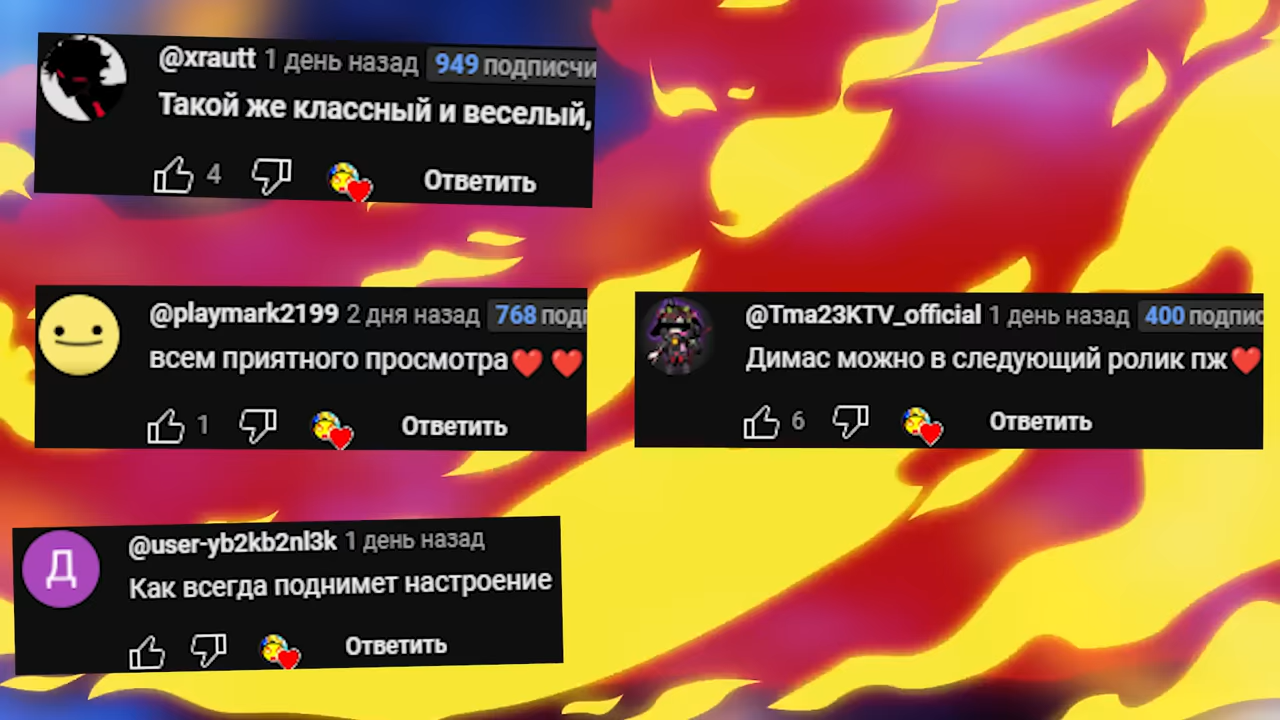 @xrautt 1 день назад 949 подписчи
Такой же классный и веселый,
4 Ответить
@playmark2199 2 дня назад 768 подп
всем приятного просмотра❤️ ❤️
1 Ответить
@Tma23KTV_official 1 день назад 400 подпис
Димас можно в следующий ролик пж❤️
6 Ответить
Д
@user-yb2kb2nl3k 1 день назад
Как всегда поднимет настроение
Ответить